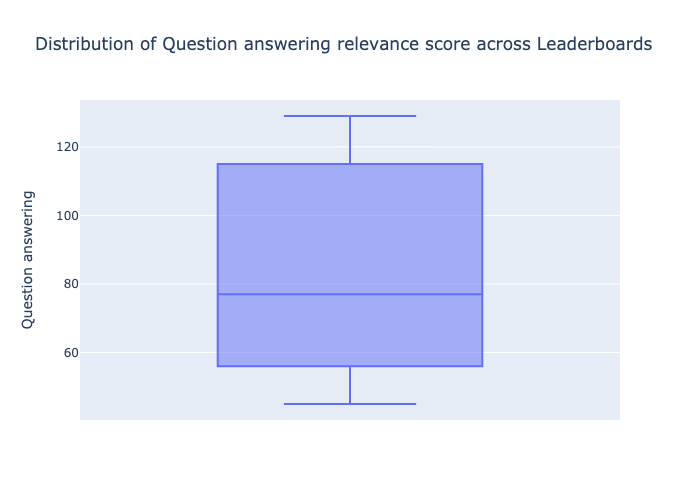 Distribution of Question answering relevance score across Leaderboards
120
100
80
60
Question answering